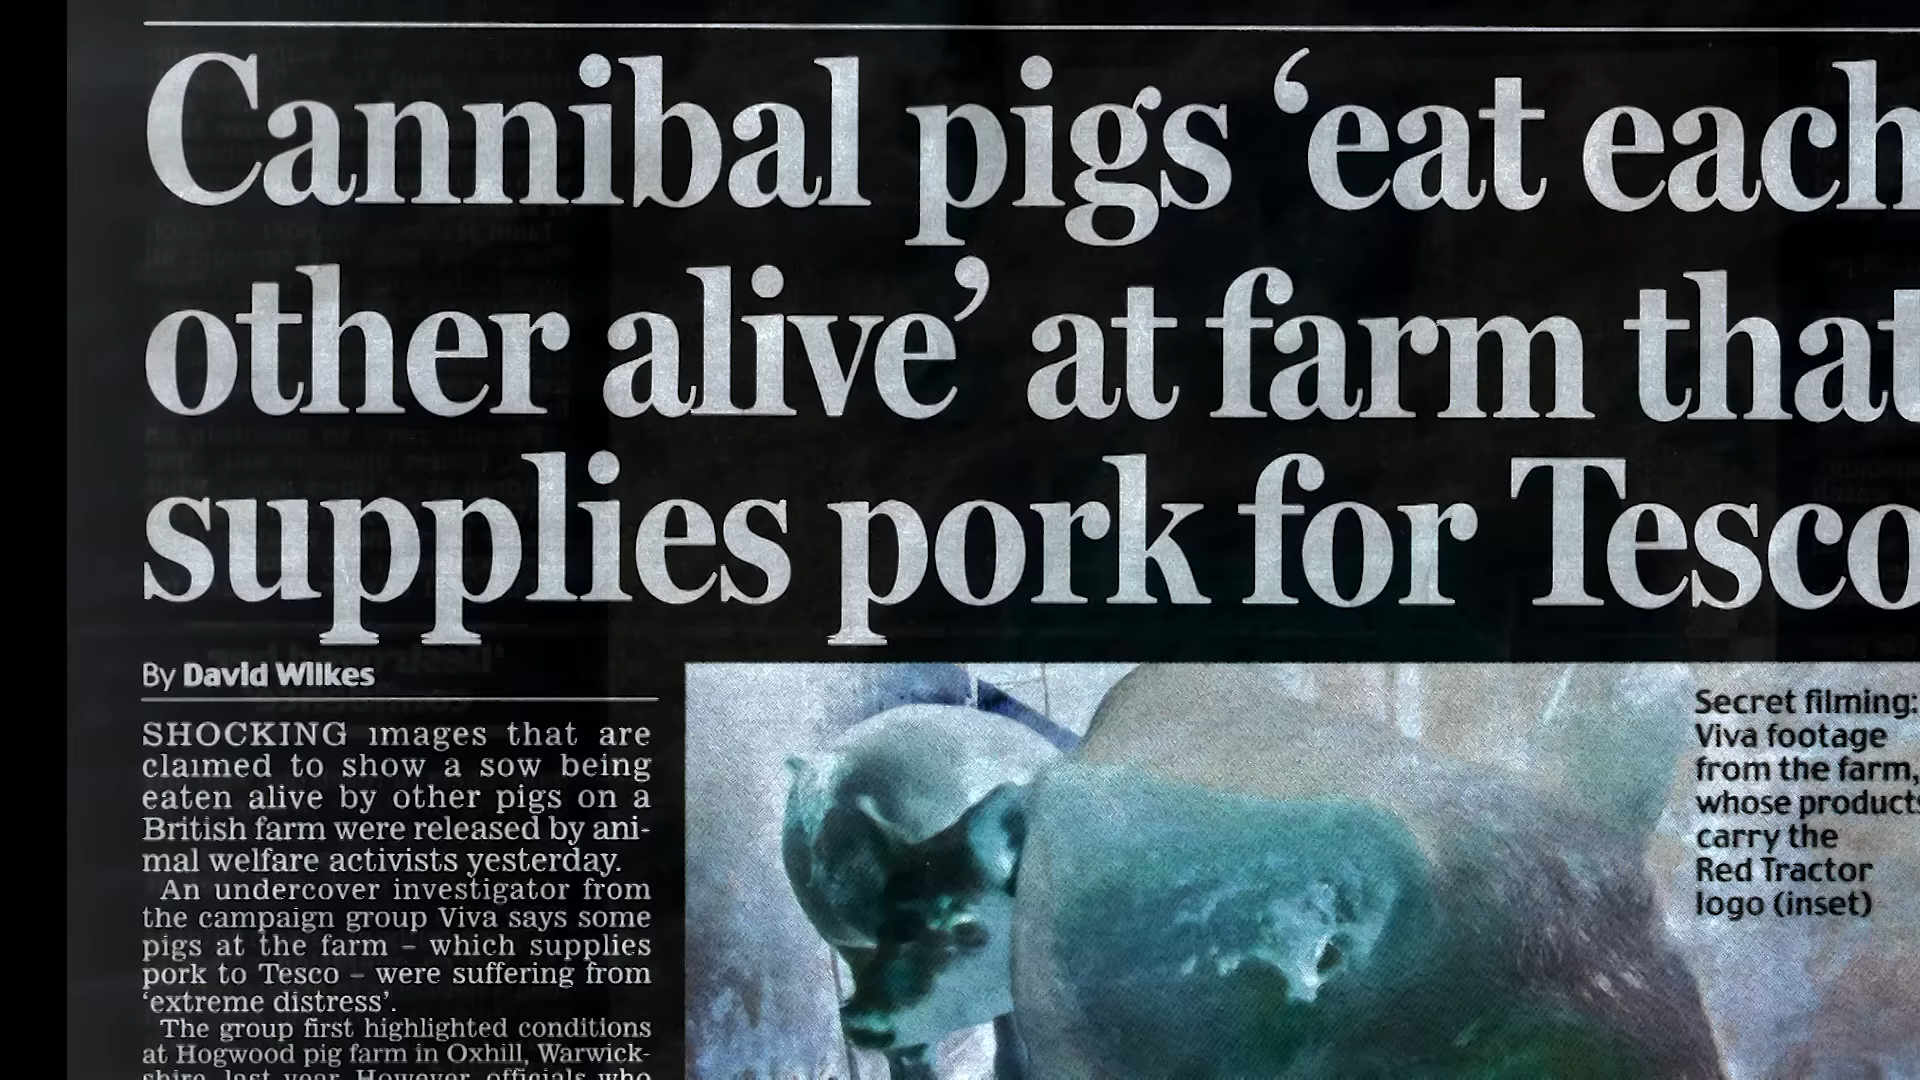 Cannibal pigs ‘eat each
other alive’ at farm that
supplies pork for Tesco
By David Wilkes
SHOCKING images that are
claimed to show a sow being
eaten alive by other pigs on a
British farm were released by ani-
mal welfare activists yesterday.
An undercover investigator from
the campaign group Viva says some
pigs at the farm – which supplies
pork to Tesco – were suffering from
‘extreme distress’.
The group first highlighted conditions
at Hogwood pig farm in Oxhill, Warwick-
shire, last year. However, officials who
Secret filming:
Viva footage
from the farm,
whose products
carry the
Red Tractor
logo (inset)